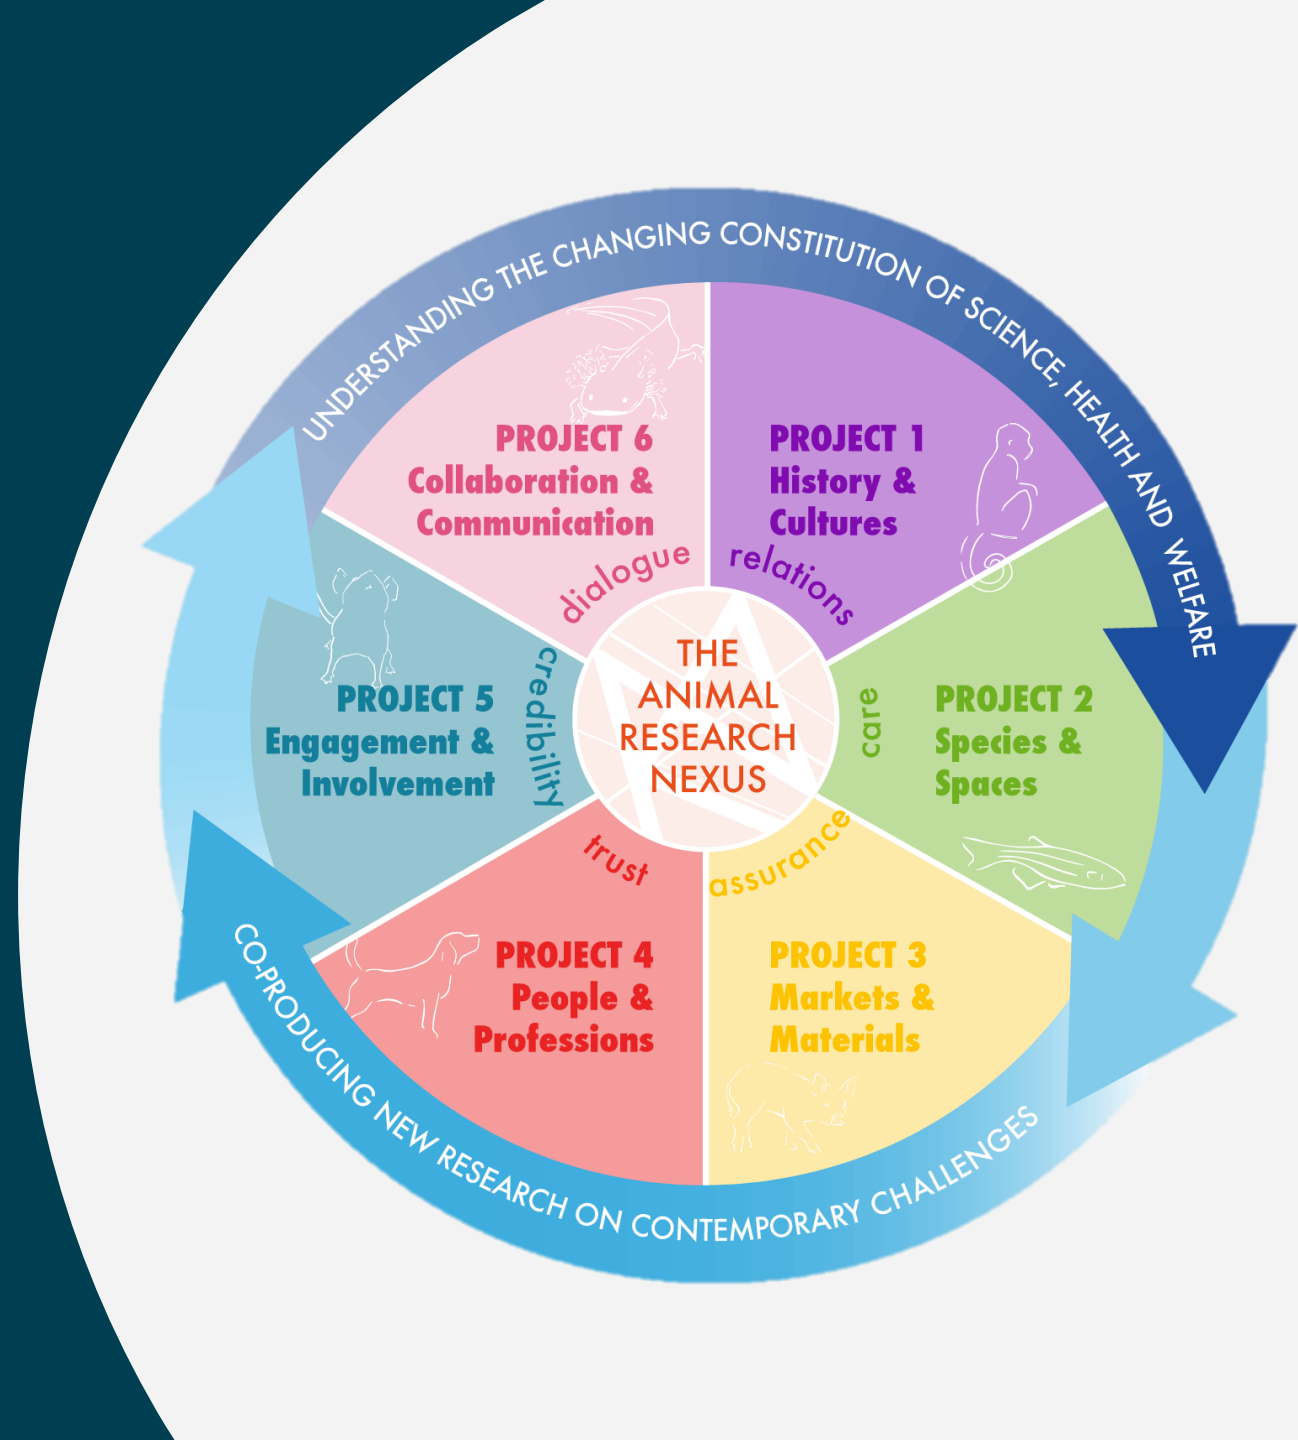 UNDERSTANDING THE CHANGING CONSTITUTION OF SCIENCE, HEALTH AND WELFARE
PROJECT 1
History &
Cultures
relations
PROJECT 2
Species &
Spaces
care
PROJECT 3
Markets &
Materials
assurance
PROJECT 4
People &
Professions
trust
PROJECT 5
Engagement &
Involvement
credibility
PROJECT 6
Collaboration &
Communication
dialogue
THE
ANIMAL
RESEARCH
NEXUS
CO-PRODUCING NEW RESEARCH ON CONTEMPORARY CHALLENGES